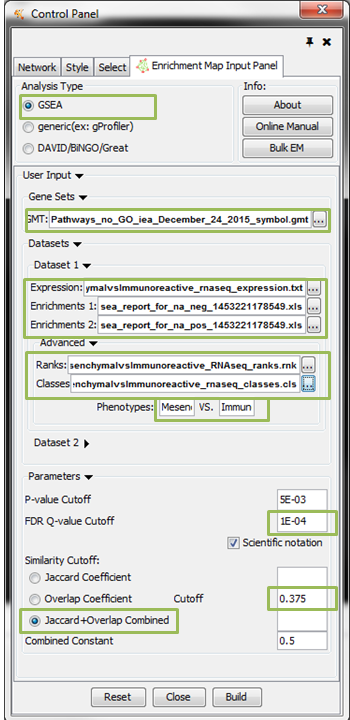 Control Panel
Network Style Select Enrichment Map Input Panel
Analysis Type
GSEA
generic(ex: gProfiler)
DAVID/BiNGO/Great
Info:
About
Online Manual
Bulk EM
User Input
Gene Sets
GMT: Pathways_no_GO_iea_December_24_2015_symbol.gmt ...
Datasets
Dataset 1
Expression: ymalvsImmunoreactive_rnaseq_expression.txt ...
Enrichments 1: sea_report_for_na_neg_1453221178549.xls ...
Enrichments 2: sea_report_for_na_pos_1453221178549.xls ...
Advanced
Ranks: senchymalvsImmunoreactive_RNAseq_ranks.rnk ...
Classes enchymalvsImmunoreactive_rnaseq_classes.cls ...
Phenotypes: Mesen VS. Immun
Dataset 2
Parameters
P-value Cutoff 5E-03
FDR Q-value Cutoff 1E-04
Scientific notation
Similarity Cutoff:
Jaccard Coefficient
Overlap Coefficient Cutoff 0.375
Jaccard+Overlap Combined
Combined Constant 0.5
Reset Close Build